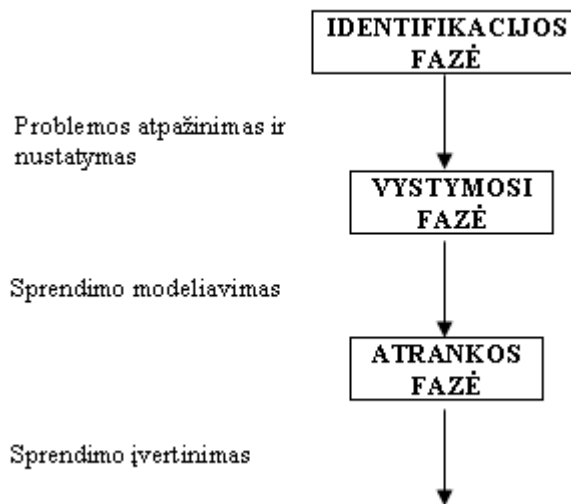 IDENTIFIKACIJOS
FAZĖ
Problemos atpažinimas ir
nustatymas
VYSTYMOSI
FAZĖ
Sprendimo modeliavimas
ATRANKOS
FAZĖ
Sprendimo įvertinimas